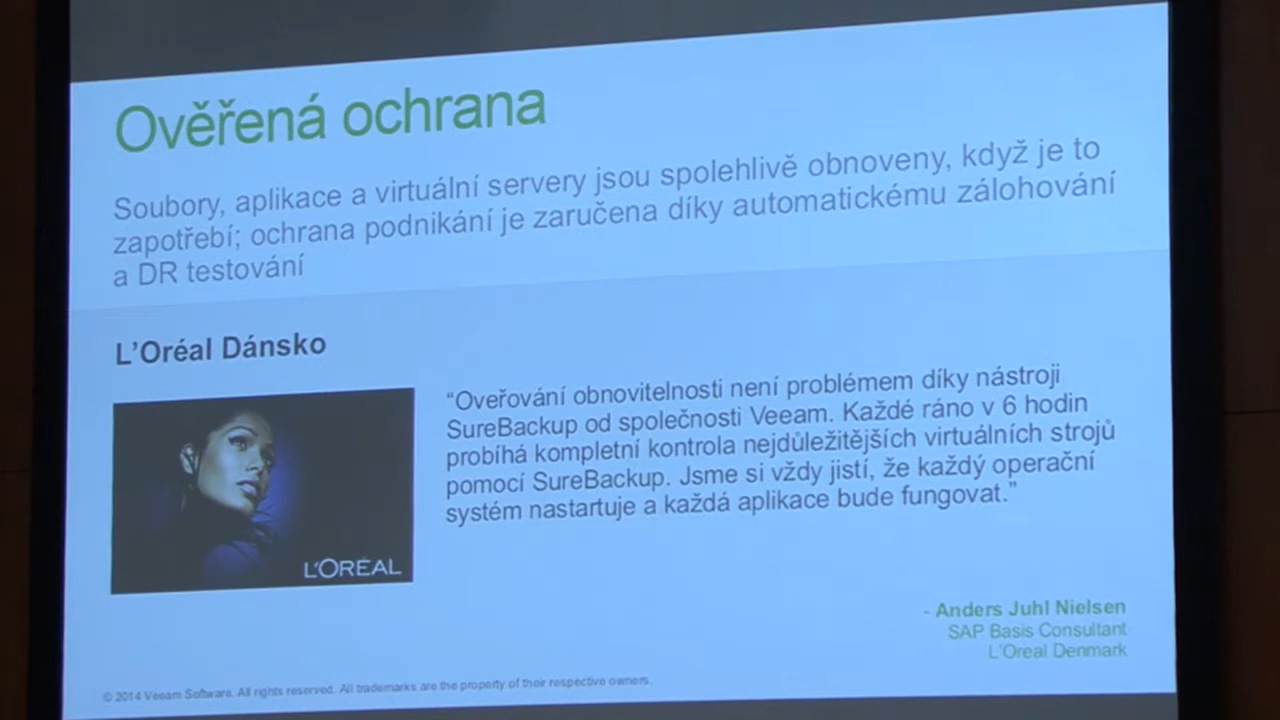 Ověřená ochrana
Soubory, aplikace a virtuální servery jsou spolehlivě obnoveny, když je to
zapotřebí; ochrana podnikání je zaručena díky automatickému zálohování
a DR testování
L'Oréal Dánsko
“Oveřování obnovitelnosti není problémem díky nástroji
SureBackup od společnosti Veeam. Každé ráno v 6 hodin
probíhá kompletní kontrola nejdůležitějších virtuálních strojů
pomocí SureBackup. Jsme si vždy jistí, že každý operační
systém nastartuje a každá aplikace bude fungovat.”
L'ORÉAL
- Anders Juhl Nielsen
SAP Basis Consultant
L'Oreal Denmark
© 2014 Veeam Software. All rights reserved. All trademarks are the property of their respective owners.